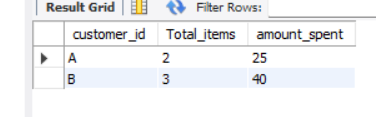 Result Grid Filter Rows:
customer_id Total_items amount_spent
A 2 25
B 3 40